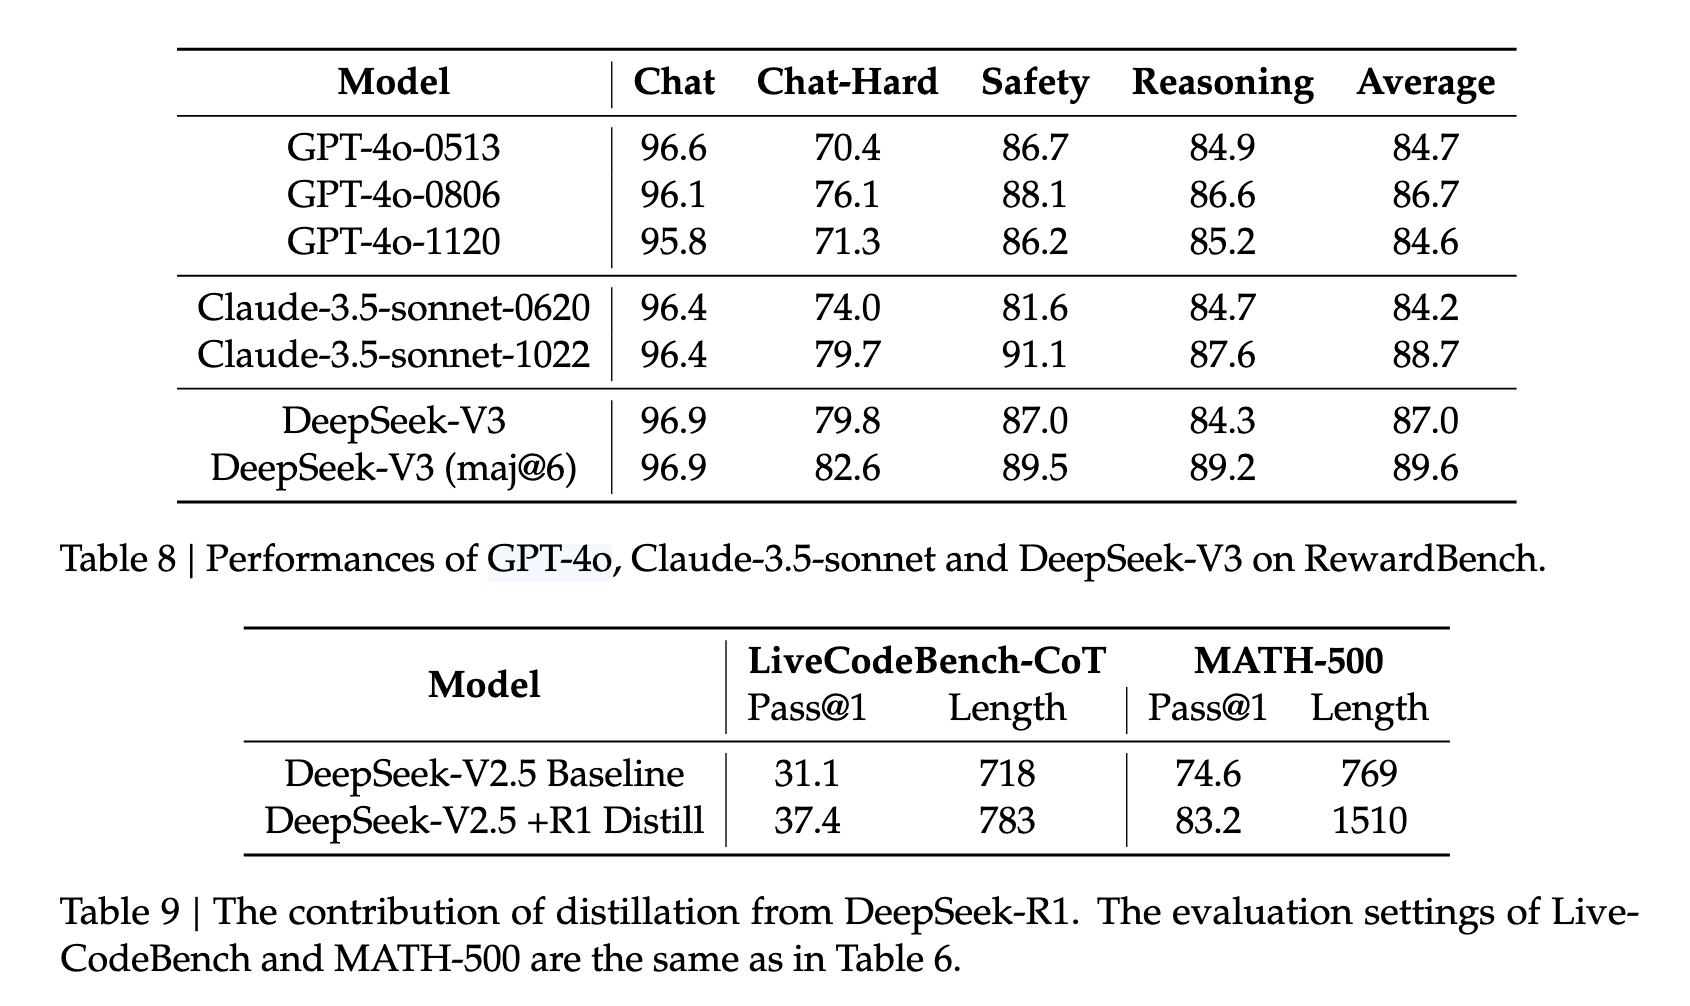 Model Chat Chat-Hard Safety Reasoning Average
GPT-4o-0513 96.6 70.4 86.7 84.9 84.7
GPT-4o-0806 96.1 76.1 88.1 86.6 86.7
GPT-4o-1120 95.8 71.3 86.2 85.2 84.6
Claude-3.5-sonnet-0620 96.4 74.0 81.6 84.7 84.2
Claude-3.5-sonnet-1022 96.4 79.7 91.1 87.6 88.7
DeepSeek-V3 96.9 79.8 87.0 84.3 87.0
DeepSeek-V3 (maj@6) 96.9 82.6 89.5 89.2 89.6
Table 8 | Performances of GPT-4o, Claude-3.5-sonnet and DeepSeek-V3 on RewardBench.
Model LiveCodeBench-CoT MATH-500
Pass@1 Length Pass@1 Length
DeepSeek-V2.5 Baseline 31.1 718 74.6 769
DeepSeek-V2.5 +R1 Distill 37.4 783 83.2 1510
Table 9 | The contribution of distillation from DeepSeek-R1. The evaluation settings of Live-
CodeBench and MATH-500 are the same as in Table 6.